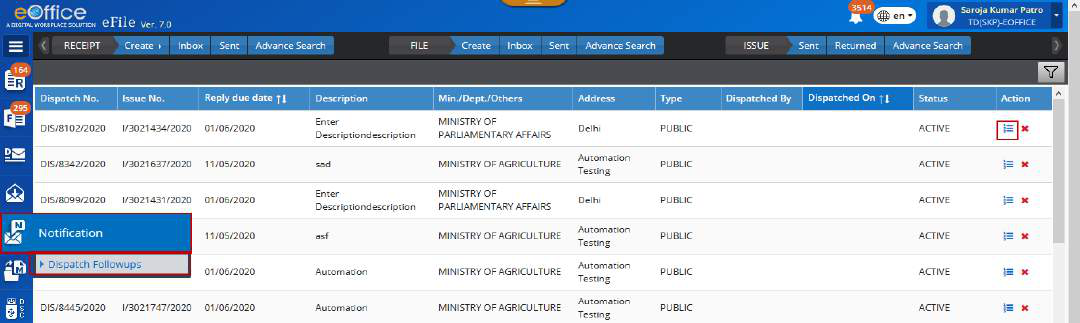 eOffice
A DIGITAL WORKPLACE SOLUTION
eFile Ver. 7.0
3514
en
Saroja Kumar Patro
TD(SKP)-EOFFICE
RECEIPT Create Inbox Sent Advance Search FILE Create Inbox Sent Advance Search ISSUE Sent Returned Advance Search
164
R
295
F
D
Dispatch No. Issue No. Reply due date Description Min./Dept./Others Address Type Dispatched By Dispatched On Status Action
DIS/8102/2020 I/3021434/2020 01/06/2020 Enter Descriptiondescription MINISTRY OF PARLIAMENTARY AFFAIRS Delhi PUBLIC ACTIVE
DIS/8342/2020 I/3021637/2020 11/05/2020 sad MINISTRY OF AGRICULTURE Automation Testing PUBLIC ACTIVE
DIS/8099/2020 I/3021431/2020 01/06/2020 Enter Descriptiondescription MINISTRY OF PARLIAMENTARY AFFAIRS Delhi PUBLIC ACTIVE
N
Notification
11/05/2020 asf MINISTRY OF AGRICULTURE Automation Testing PUBLIC ACTIVE
M
Dispatch Followups
01/06/2020 Automation MINISTRY OF AGRICULTURE Automation Testing PUBLIC ACTIVE
DSC
DIS/8445/2020 I/3021747/2020 01/06/2020 Automation MINISTRY OF AGRICULTURE Automation Testing PUBLIC ACTIVE